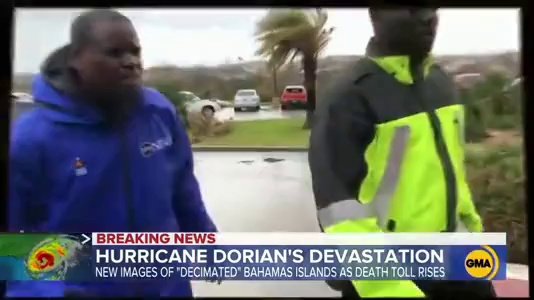 BREAKING NEWS
HURRICANE DORIAN'S DEVASTATION
NEW IMAGES OF "DECIMATED" BAHAMAS ISLANDS AS DEATH TOLL RISES
GMA